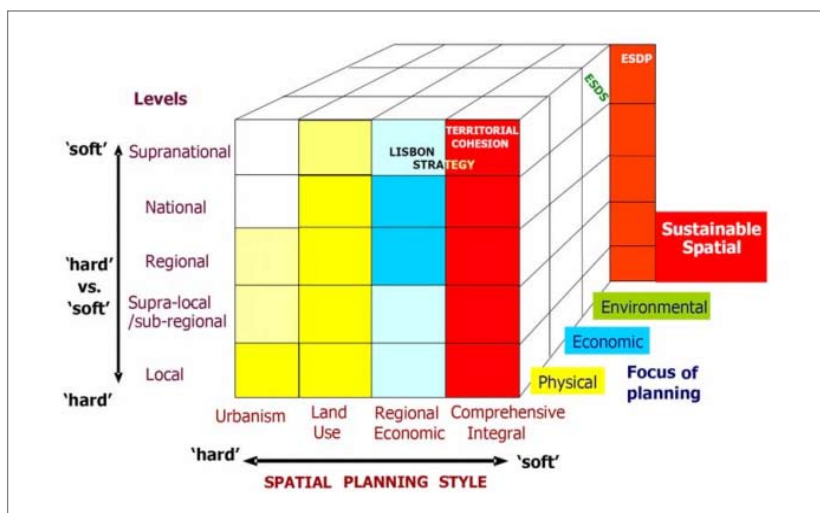 Levels
'soft'
'hard'
vs.
'soft'
'hard'
Supranational
National
Regional
Supra-local
/sub-regional
Local
LISBON
STRATEGY
TERRITORIAL
COHESION
ESDS
ESDP
Sustainable
Spatial
Environmental
Economic
Physical
Focus of
planning
Urbanism
Land
Use
Regional
Economic
Comprehensive
Integral
'hard'
'soft'
SPATIAL PLANNING STYLE